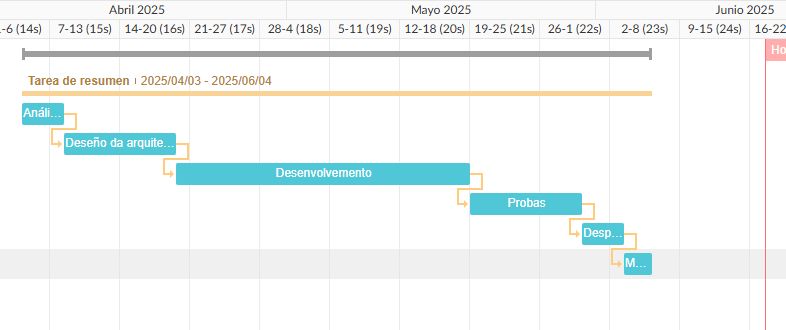 Abril 2025 Mayo 2025 Junio 2025
-6 (14s) 7-13 (15s) 14-20 (16s) 21-27 (17s) 28-4 (18s) 5-11 (19s) 12-18 (20s) 19-25 (21s) 26-1 (22s) 2-8 (23s) 9-15 (24s) 16-22
Ho
Tarea de resumen 2025/04/03 - 2025/06/04
Análi...
Deseño da arquite...
Desenvolvemento
Probas
Desp...
M...